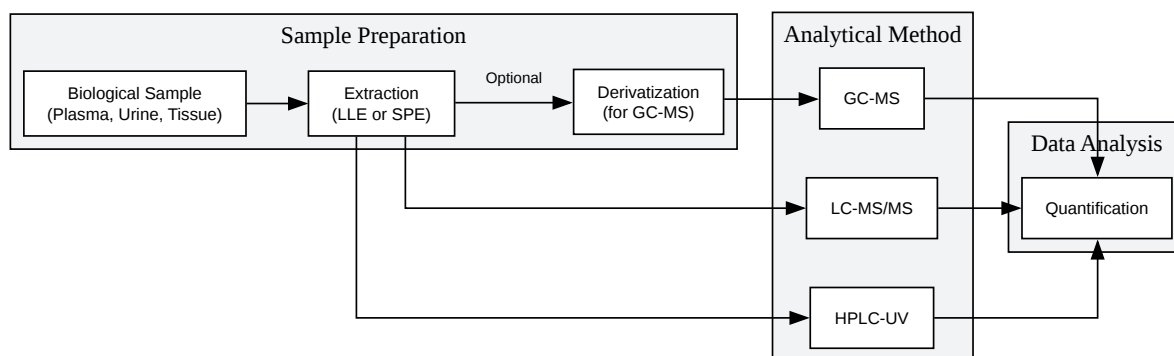 Sample Preparation
Biological Sample
(Plasma, Urine, Tissue)
Extraction
(LLE or SPE)
Optional
Derivatization
(for GC-MS)
Analytical Method
GC-MS
LC-MS/MS
HPLC-UV
Data Analysis
Quantification